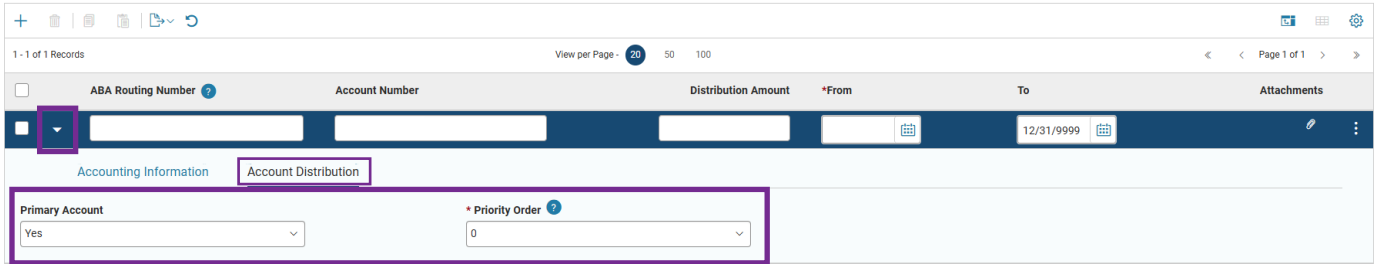 1 - 1 of 1 Records View per Page - 20 50 100 Page 1 of 1
ABA Routing Number ? Account Number Distribution Amount *From To Attachments
12/31/9999
Accounting Information Account Distribution
Primary Account * Priority Order ?
Yes 0